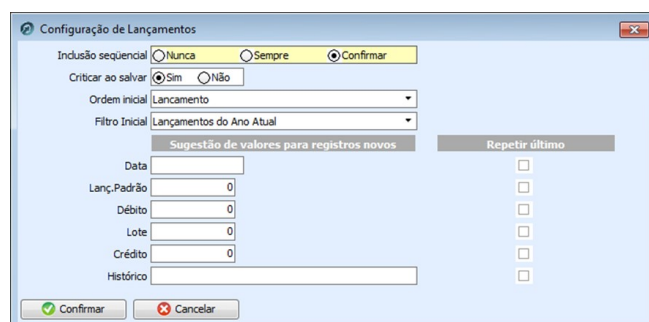 Configuração de Lançamentos
Inclusão seqüencial Nunca Sempre Confirmar
Criticar ao salvar Sim Não
Ordem inicial Lancamento
Filtro Inicial Lançamentos do Ano Atual
Sugestão de valores para registros novos Repetir último
Data
Lanç.Padrão 0
Débito 0
Lote 0
Crédito 0
Histórico
Confirmar Cancelar